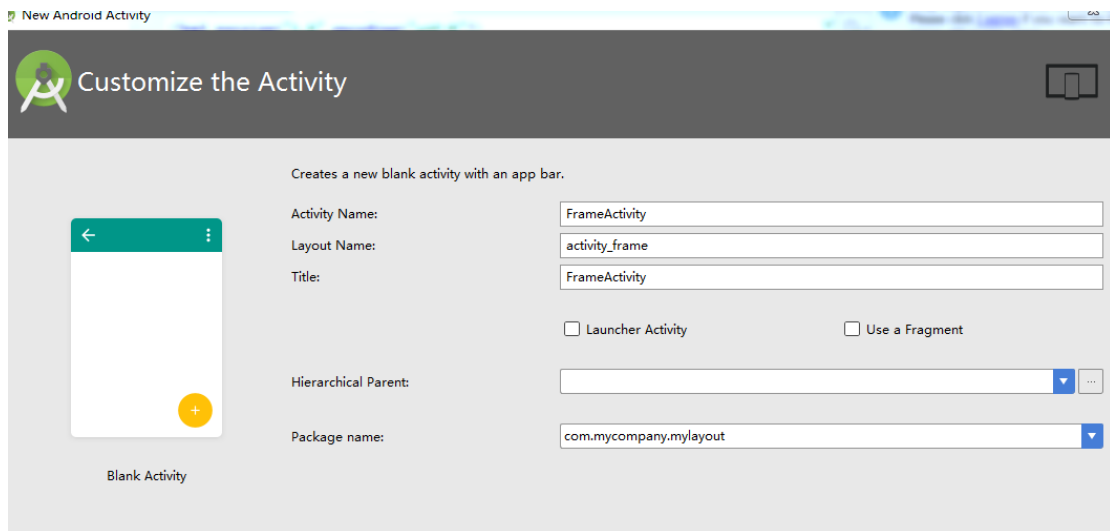 New Android Activity
Customize the Activity
Creates a new blank activity with an app bar.
Activity Name: FrameActivity
Layout Name: activity_frame
Title: FrameActivity
Launcher Activity Use a Fragment
Hierarchical Parent: ...
Package name: com.mycompany.mylayout
Blank Activity